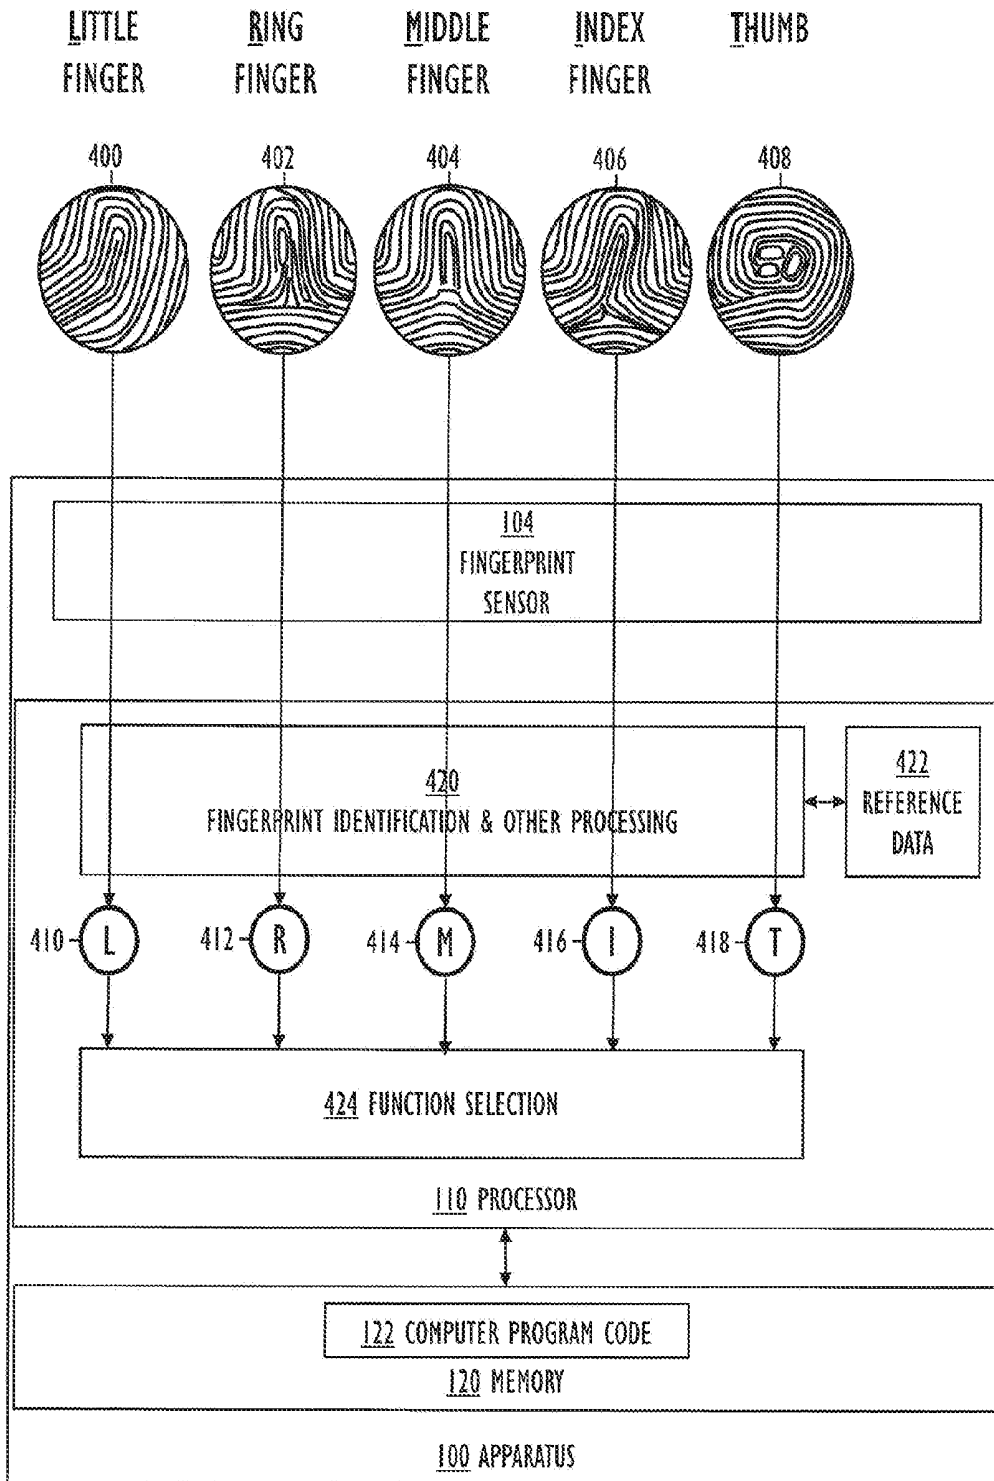 LITTLE FINGER
RING FINGER
MIDDLE FINGER
INDEX FINGER
THUMB
400
402
404
406
408
104
FINGERPRINT
SENSOR
420
FINGERPRINT IDENTIFICATION & OTHER PROCESSING
422
REFERENCE
DATA
410
L
412
R
414
M
416
I
418
T
424 FUNCTION SELECTION
110 PROCESSOR
122 COMPUTER PROGRAM CODE
120 MEMORY
100 APPARATUS